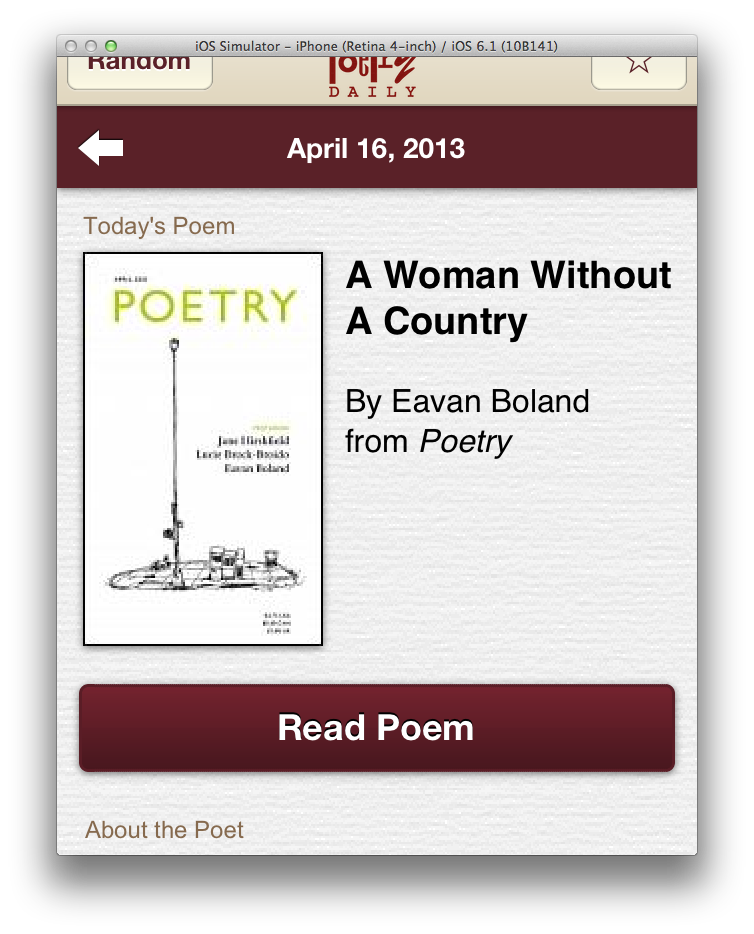 iOS Simulator – iPhone (Retina 4-inch) / iOS 6.1 (10B141)
Random
Poetry
DAILY
☆
April 16, 2013
Today's Poem
POETRY
Jane Hirshfield
Lucie Brock-Broido
Eavan Boland
A Woman Without
A Country
By Eavan Boland
from Poetry
Read Poem
About the Poet